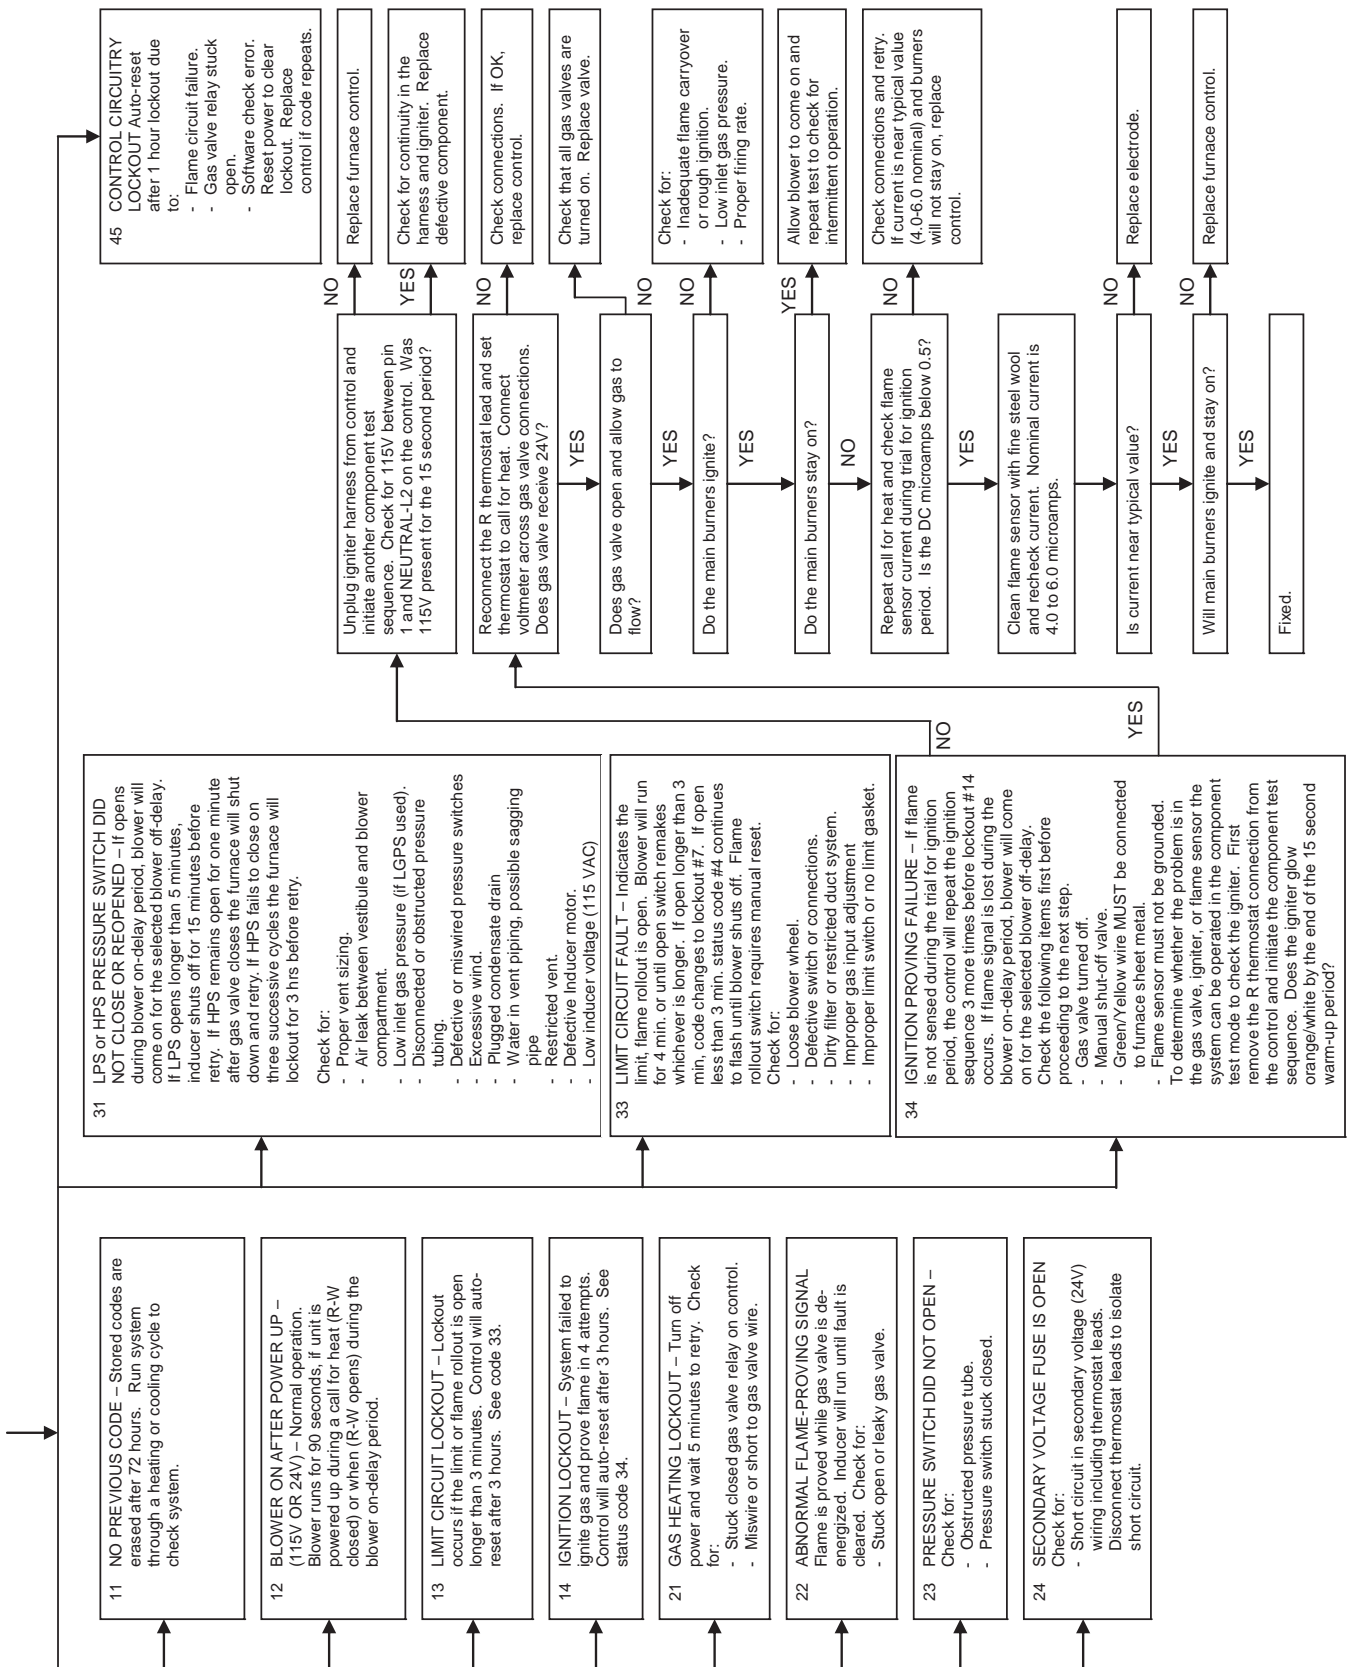 11 NO PREVIOUS CODE – Stored codes are
erased after 72 hours. Run system
through a heating or cooling cycle to
check system.
12 BLOWER ON AFTER POWER UP –
(115V OR 24V) – Normal operation.
Blower runs for 90 seconds, if unit is
powered up during a call for heat (R-W
closed) or when (R-W opens) during the
blower on-delay period.
13 LIMIT CIRCUIT LOCKOUT – Lockout
occurs if the limit or flame rollout is open
longer than 3 minutes. Control will auto-
reset after 3 hours. See code 33.
14 IGNITION LOCKOUT – System failed to
ignite gas and prove flame in 4 attempts.
Control will auto-reset after 3 hours. See
status code 34.
21 GAS HEATING LOCKOUT – Turn off
power and wait 5 minutes to retry. Check
for:
- Stuck closed gas valve relay on control.
- Miswire or short to gas valve wire.
22 ABNORMAL FLAME-PROVING SIGNAL
Flame is proved while gas valve is de-
energized. Inducer will run until fault is
cleared. Check for:
- Stuck open or leaky gas valve.
23 PRESSURE SWITCH DID NOT OPEN –
Check for:
- Obstructed pressure tube.
- Pressure switch stuck closed.
24 SECONDARY VOLTAGE FUSE IS OPEN
Check for:
- Short circuit in secondary voltage (24V)
wiring including thermostat leads.
Disconnect thermostat leads to isolate
short circuit.
31 LPS or HPS PRESSURE SWITCH DID
NOT CLOSE OR REOPENED – If opens
during blower on-delay period, blower will
come on for the selected blower off-delay.
If LPS opens longer than 5 minutes,
inducer shuts off for 15 minutes before
retry. If HPS remains open for one minute
after gas valve closes the furnace will shut
down and retry. If HPS fails to close on
three successive cycles the furnace will
lockout for 3 hrs before retry.
Check for:
- Proper vent sizing.
- Air leak between vestibule and blower
compartment.
- Low inlet gas pressure (if LGPS used).
- Disconnected or obstructed pressure
tubing.
- Defective or miswired pressure switches
- Excessive wind.
- Plugged condensate drain
- Water in vent piping, possible sagging
pipe
- Restricted vent.
- Defective Inducer motor.
- Low inducer voltage (115 VAC)
33 LIMIT CIRCUIT FAULT – Indicates the
limit, flame rollout is open. Blower will run
for 4 min. or until open switch remakes
whichever is longer. If open longer than 3
min, code changes to lockout #7. If open
less than 3 min. status code #4 continues
to flash until blower shuts off. Flame
rollout switch requires manual reset.
Check for:
- Loose blower wheel.
- Defective switch or connections.
- Dirty filter or restricted duct system.
- Improper gas input adjustment
- Improper limit switch or no limit gasket.
34 IGNITION PROVING FAILURE – If flame
is not sensed during the trial for ignition
period, the control will repeat the ignition
sequence 3 more times before lockout #14
occurs. If flame signal is lost during the
blower on-delay period, blower will come
on for the selected blower off-delay.
Check the following items first before
proceeding to the next step.
- Gas valve turned off.
- Manual shut-off valve.
- Green/Yellow wire MUST be connected
to furnace sheet metal.
- Flame sensor must not be grounded.
To determine whether the problem is in
the gas valve, igniter, or flame sensor the
system can be operated in the component
test mode to check the igniter. First
remove the R thermostat connection from
the control and initiate the component test
sequence. Does the igniter glow
orange/white by the end of the 15 second
warm-up period?
NO
YES
Unplug igniter harness from control and
initiate another component test
sequence. Check for 115V between pin
1 and NEUTRAL-L2 on the control. Was
115V present for the 15 second period?
NO
YES
Reconnect the R thermostat lead and set
thermostat to call for heat. Connect
voltmeter across gas valve connections.
Does gas valve receive 24V?
NO
YES
Does gas valve open and allow gas to
flow?
NO
YES
Do the main burners ignite?
NO
YES
Do the main burners stay on?
YES
NO
Repeat call for heat and check flame
sensor current during trial for ignition
period. Is the DC microamps below 0.5?
NO
YES
Clean flame sensor with fine steel wool
and recheck current. Nominal current is
4.0 to 6.0 microamps.
Is current near typical value?
NO
YES
Will main burners ignite and stay on?
NO
YES
Fixed.
45 CONTROL CIRCUITRY
LOCKOUT Auto-reset
after 1 hour lockout due
to:
- Flame circuit failure.
- Gas valve relay stuck
open.
- Software check error.
Reset power to clear
lockout. Replace
control if code repeats.
Replace furnace control.
Check for continuity in the
harness and igniter. Replace
defective component.
Check connections. If OK,
replace control.
Check that all gas valves are
turned on. Replace valve.
Check for:
- Inadequate flame carryover
or rough ignition.
- Low inlet gas pressure.
- Proper firing rate.
Allow blower to come on and
repeat test to check for
intermittent operation.
Check connections and retry.
If current is near typical value
(4.0-6.0 nominal) and burners
will not stay on, replace
control.
Replace electrode.
Replace furnace control.